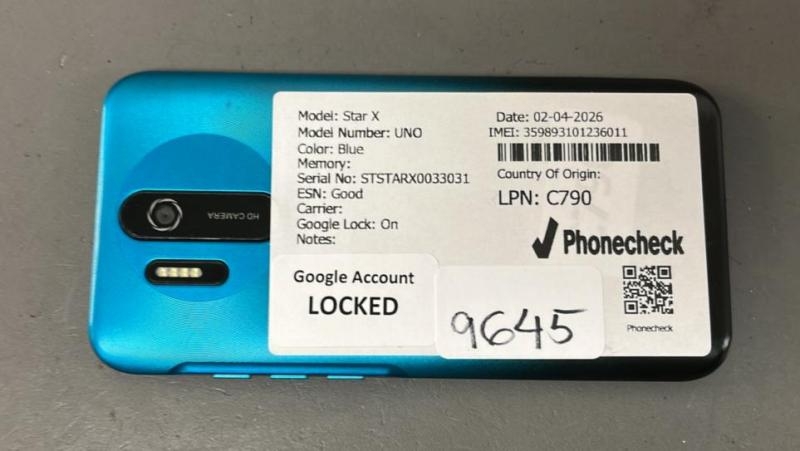 Model: Star X
Model Number: UNO
Color: Blue
Memory:
Serial No: STSTARX0033031
ESN: Good
Carrier:
Google Lock: On
Notes:
Date: 02-04-2026
IMEI: 359893101236011
Country Of Origin:
LPN: C790
Phonecheck
Phonecheck
Google Account
LOCKED
9645
HD CAMERA